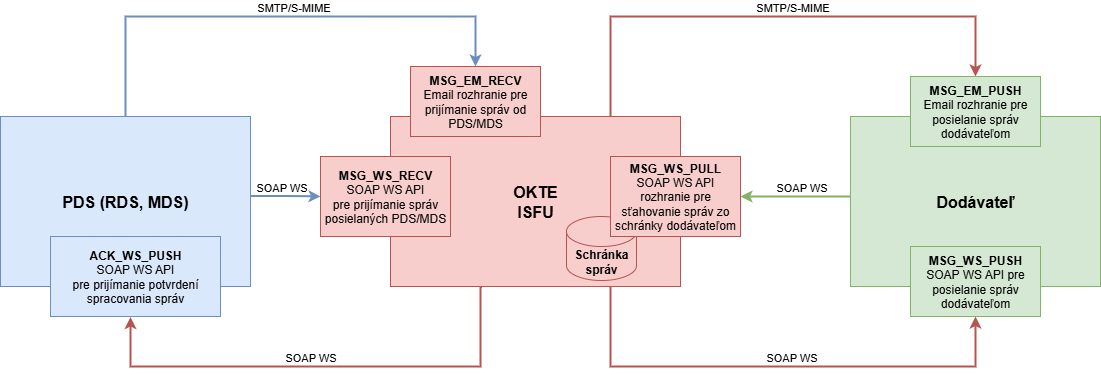 SMTP/S-MIME
SMTP/S-MIME
MSG_EM_RECV
Email rozhranie pre
prijímanie správ od
PDS/MDS
MSG_EM_PUSH
Email rozhranie pre
posielanie správ
dodávateľom
PDS (RDS, MDS)
SOAP WS
MSG_WS_RECV
SOAP WS API
pre prijímanie správ
posielaných PDS/MDS
OKTE
ISFU
MSG_WS_PULL
SOAP WS API
rozhranie pre
sťahovanie správ zo
schránky dodávateľom
SOAP WS
Dodávateľ
Schránka
správ
ACK_WS_PUSH
SOAP WS API
pre prijímanie potvrdení
spracovania správ
MSG_WS_PUSH
SOAP WS API pre
posielanie správ
dodávateľom
SOAP WS
SOAP WS